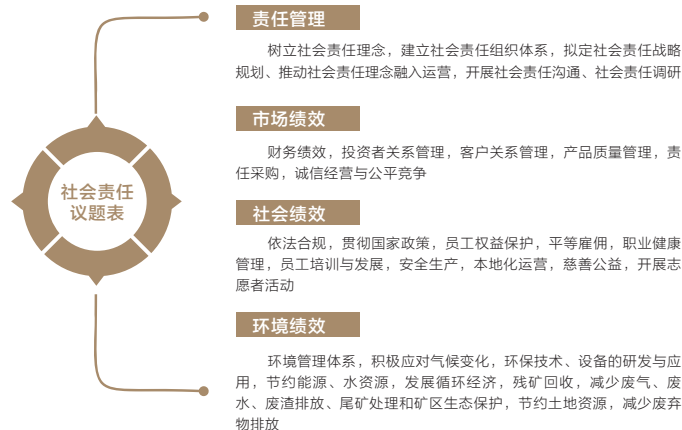 社会责任
议题表
责任管理
树立社会责任理念，建立社会责任组织体系，拟定社会责任战略
规划、推动社会责任理念融入运营，开展社会责任沟通、社会责任调研
市场绩效
财务绩效，投资者关系管理，客户关系管理，产品质量管理，责
任采购，诚信经营与公平竞争
社会绩效
依法合规，贯彻国家政策，员工权益保护，平等雇佣，职业健康
管理，员工培训与发展，安全生产，本地化运营，慈善公益，开展志
愿者活动
环境绩效
环境管理体系，积极应对气候变化，环保技术、设备的研发与应
用，节约能源、水资源，发展循环经济，残矿回收，减少废气、废
水、废渣排放、尾矿处理和矿区生态保护，节约土地资源，减少废弃
物排放